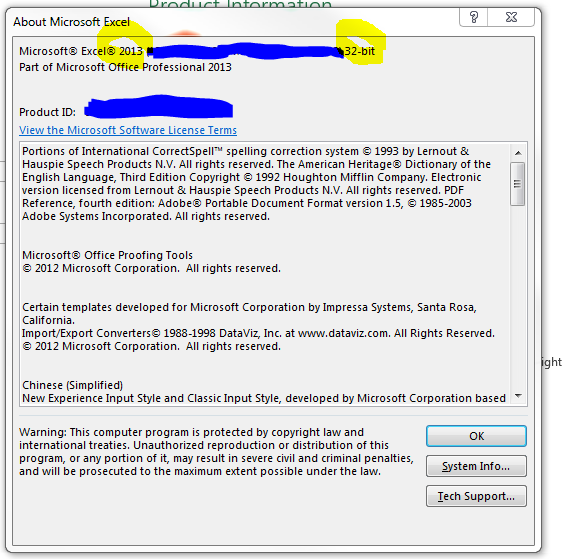 Product Information
About Microsoft Excel
?
Microsoft® Excel® 2013 32-bit
Part of Microsoft Office Professional 2013
Product ID:
View the Microsoft Software License Terms
Portions of International CorrectSpell™ spelling correction system © 1993 by Lernout &
Hauspie Speech Products N.V. All rights reserved. The American Heritage® Dictionary of the
English Language, Third Edition Copyright © 1992 Houghton Mifflin Company. Electronic
version licensed from Lernout & Hauspie Speech Products N.V. All rights reserved. PDF
Reference, fourth edition: Adobe® Portable Document Format version 1.5, © 1985-2003
Adobe Systems Incorporated. All rights reserved.
Microsoft® Office Proofing Tools
© 2012 Microsoft Corporation.  All rights reserved.
Certain templates developed for Microsoft Corporation by Impressa Systems, Santa Rosa,
California.
Import/Export Converters© 1988-1998 DataViz, Inc. at www.dataviz.com. All Rights Reserved.
© 2012 Microsoft Corporation.  All rights reserved.
ight
Chinese (Simplified)
New Experience Input Style and Classic Input Style, developed by Microsoft Corporation based
Warning: This computer program is protected by copyright law and
international treaties. Unauthorized reproduction or distribution of this
program, or any portion of it, may result in severe civil and criminal penalties,
and will be prosecuted to the maximum extent possible under the law.
OK
System Info...
Tech Support...